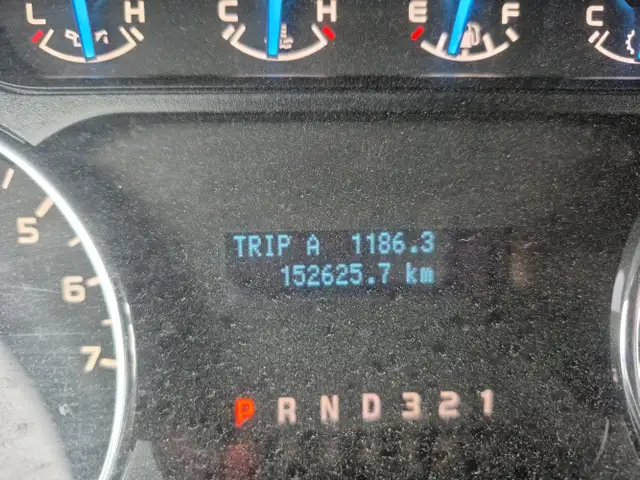 L H C H E F C
5
6
7
TRIP A 1186.3
152625.7 km
P R N D 3 2 1